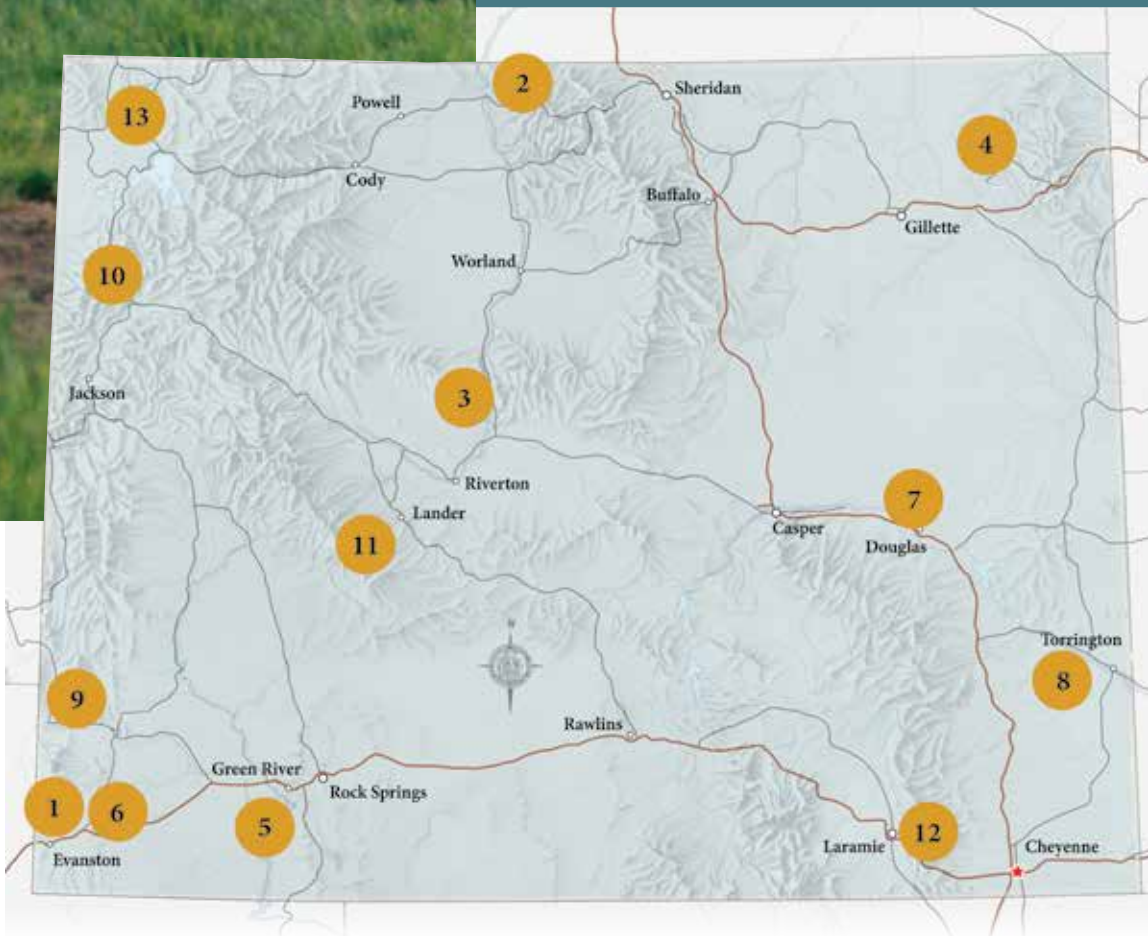 2
Sheridan
13
Powell
4
Cody
Buffalo
Gillette
Worland
10
Jackson
3
Riverton
7
Lander
Casper
11
Douglas
N
Torrington
8
9
Rawlins
Green River
Rock Springs
1
6
5
12
Laramie
Cheyenne
Evanston